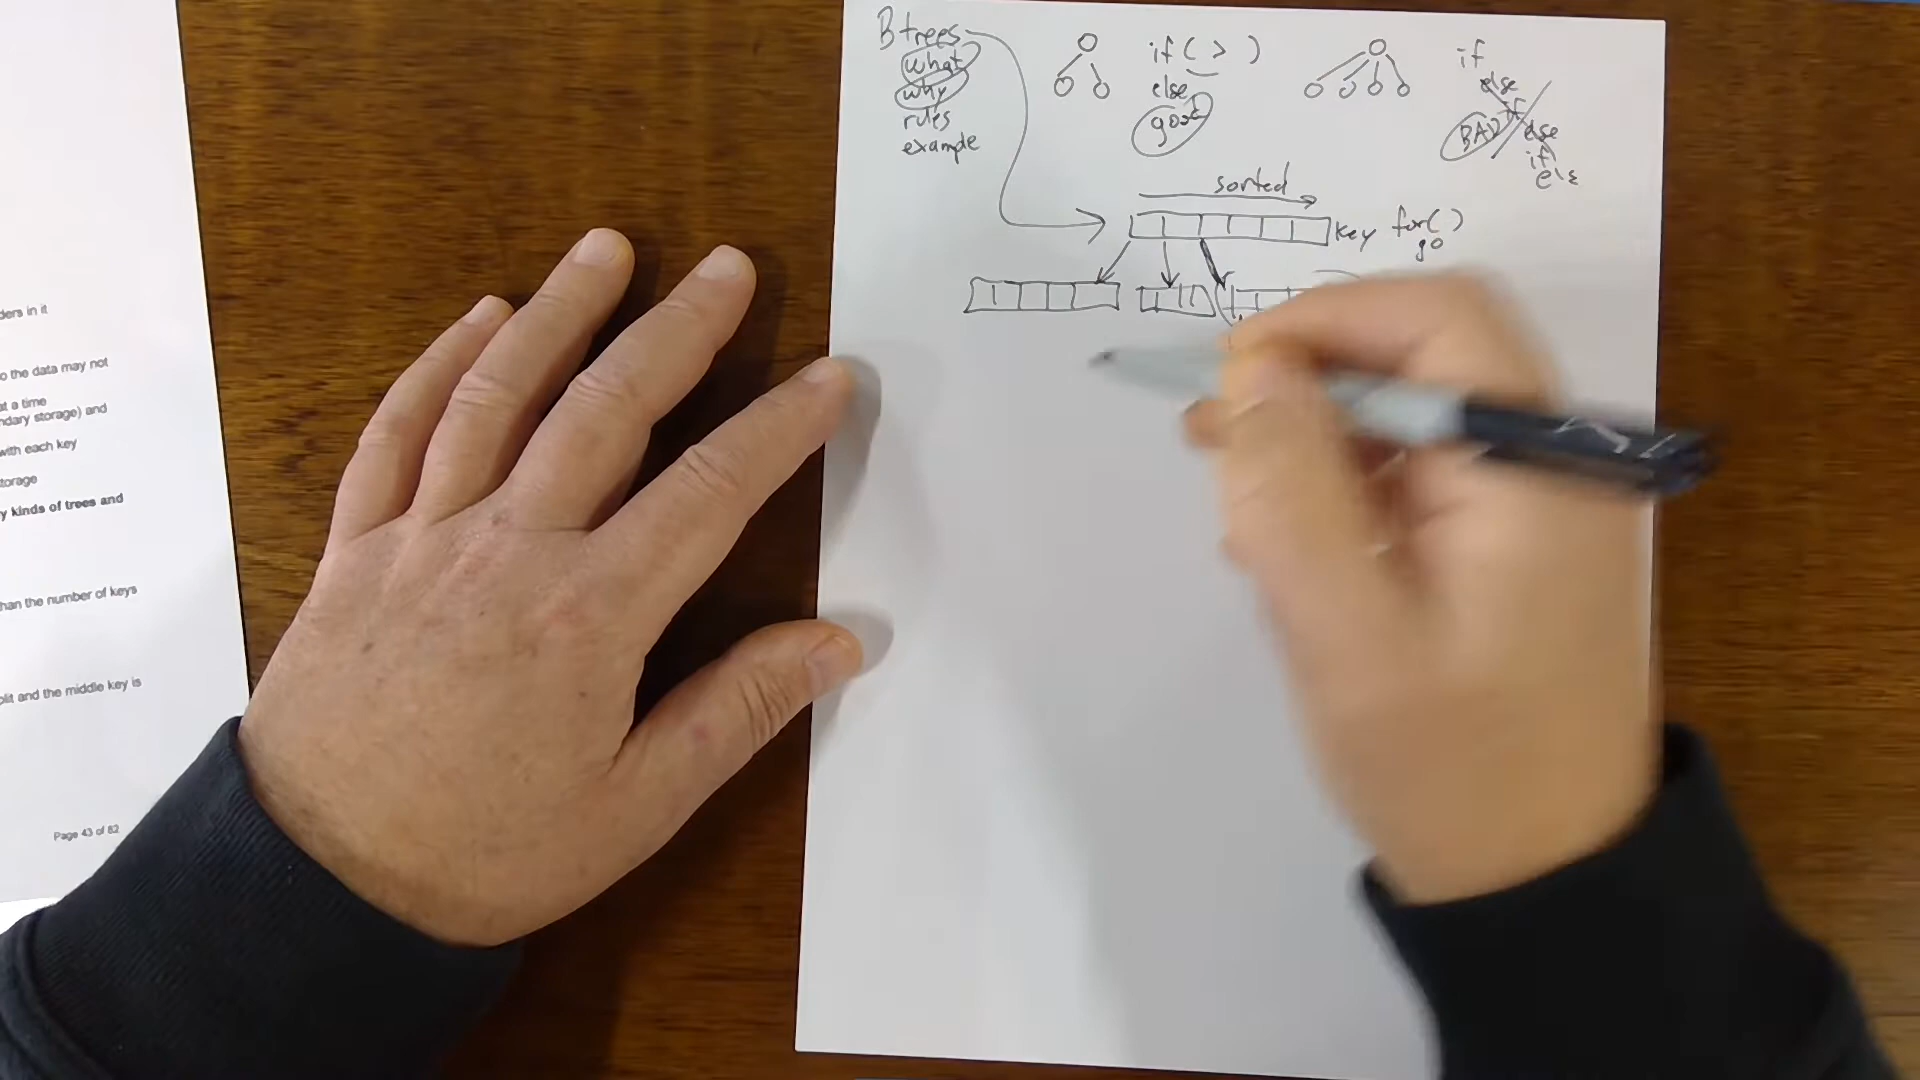 B trees
what
why
rules
example
if ( > )
else
good
if
else
if
else
if
else
BAD
sorted
key for( )
go
ders in it
o the data may not
at a time
ndary storage) and
with each key
torage
y kinds of trees and
han the number of keys
plit and the middle key is
Page 43 of 82